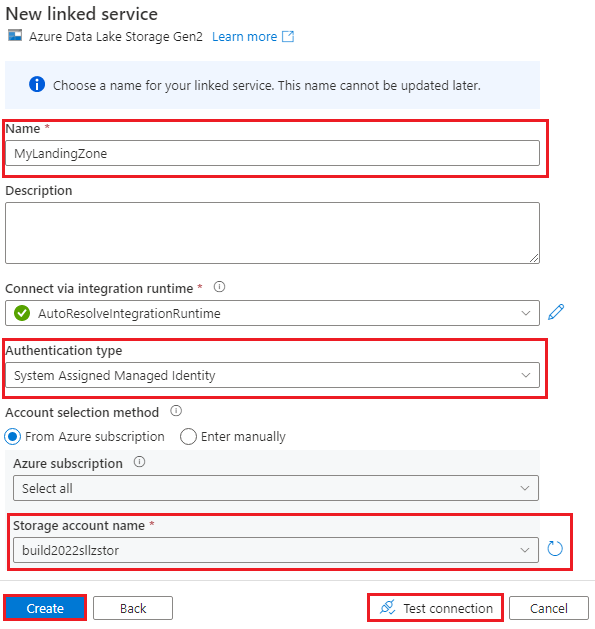 New linked service
Azure Data Lake Storage Gen2 Learn more
Choose a name for your linked service. This name cannot be updated later.
Name *
MyLandingZone
Description
Connect via integration runtime *
AutoResolveIntegrationRuntime
Authentication type
System Assigned Managed Identity
Account selection method
From Azure subscription Enter manually
Azure subscription
Select all
Storage account name *
build2022sllzstor
Create Back Test connection Cancel